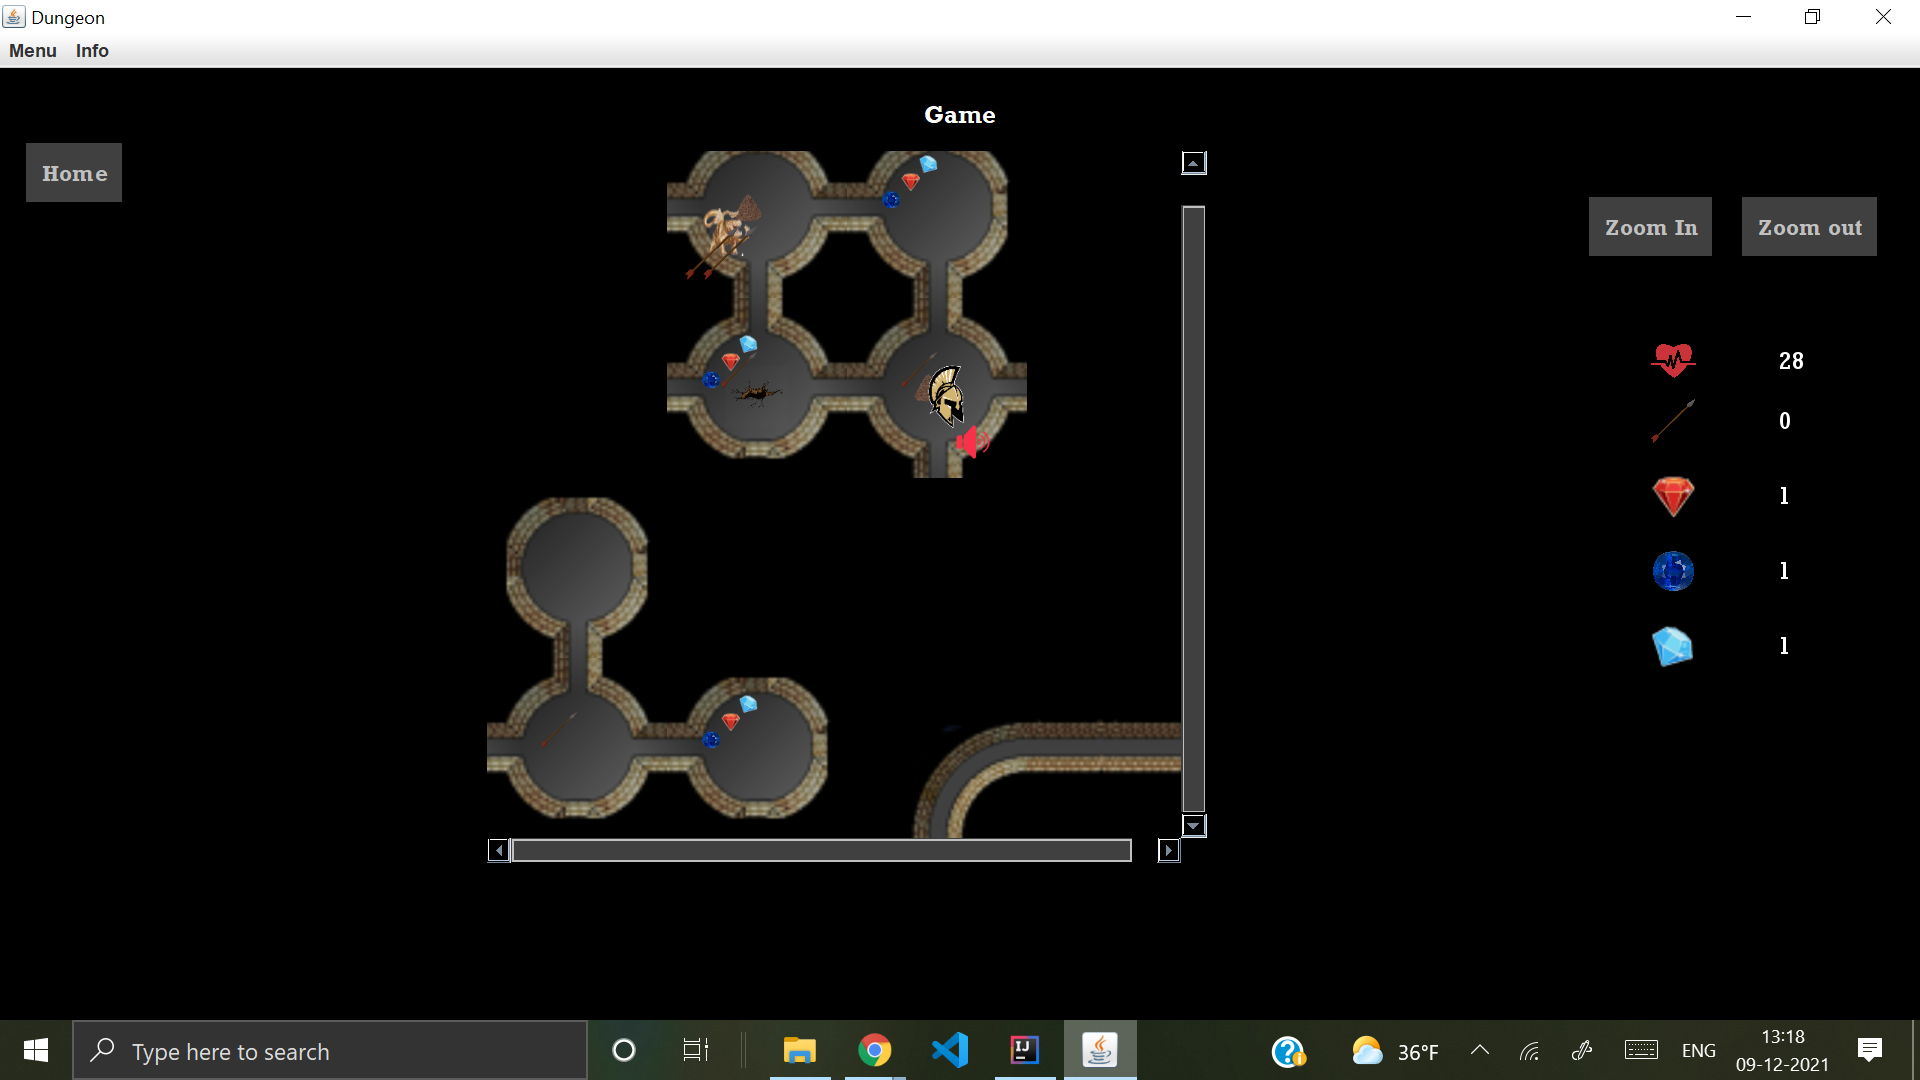 Dungeon
Menu Info
Game
Home
Zoom In Zoom out
28
0
1
1
1
Type here to search
IJ
36°F
ENG
13:18
09-12-2021